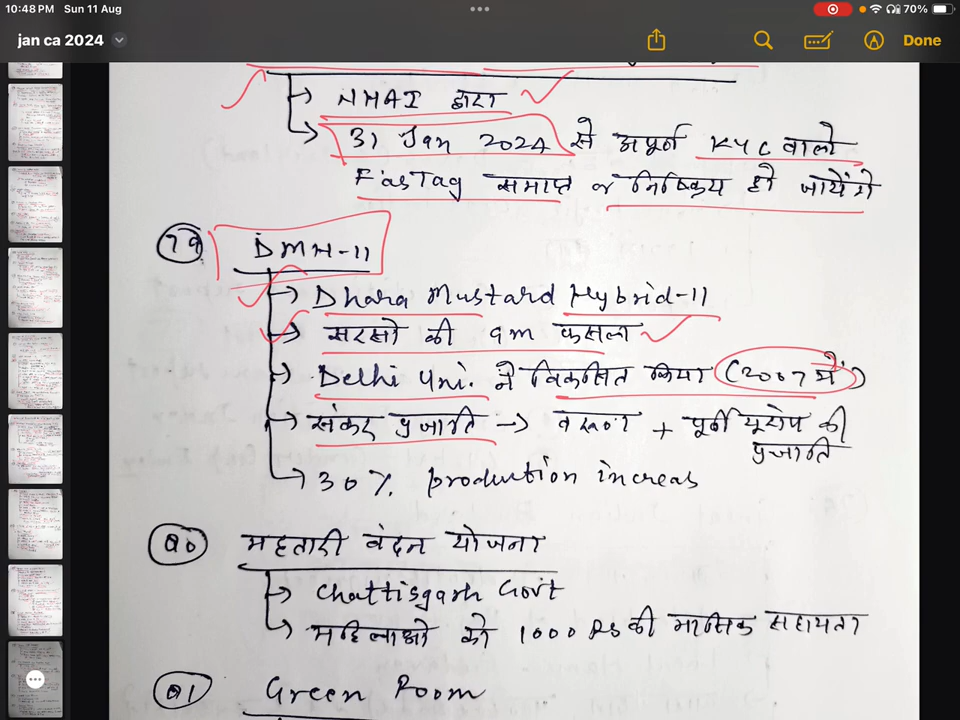 10:48 PM Sun 11 Aug
70%
jan ca 2024
Done
NHAI द्वारा
31 Jan 2024 से अपूर्ण KYC वाले
FasTag समाप्त व निष्क्रिय हो जायेंगे
79 DMH-11
Dhara Mustard Hybrid-11
सरसो की gm फसल
Delhi Uni. ने विकसित किया (2007 में)
संकर प्रजाति → वरूणा + पूर्वी यूरोप की
प्रजाति
30% production increas
महतारी वंदन योजना
Chattisgarh Govt
महिलाओ को 1000 Rs की मासिक सहायता
Green Room